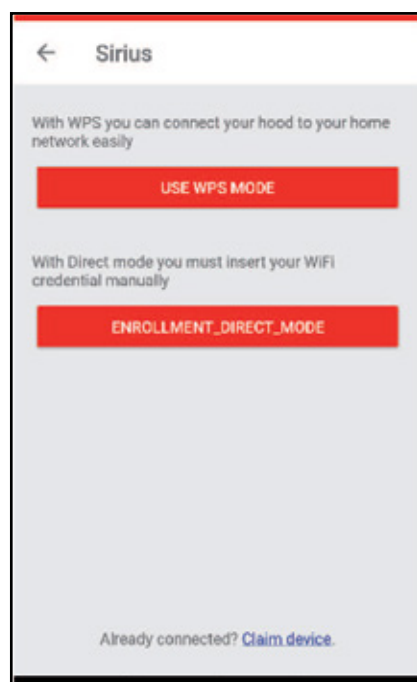 Sirius
With WPS you can connect your hood to your home
network easily
USE WPS MODE
With Direct mode you must insert your WiFi
credential manually
ENROLLMENT_DIRECT_MODE
Already connected? Claim device.